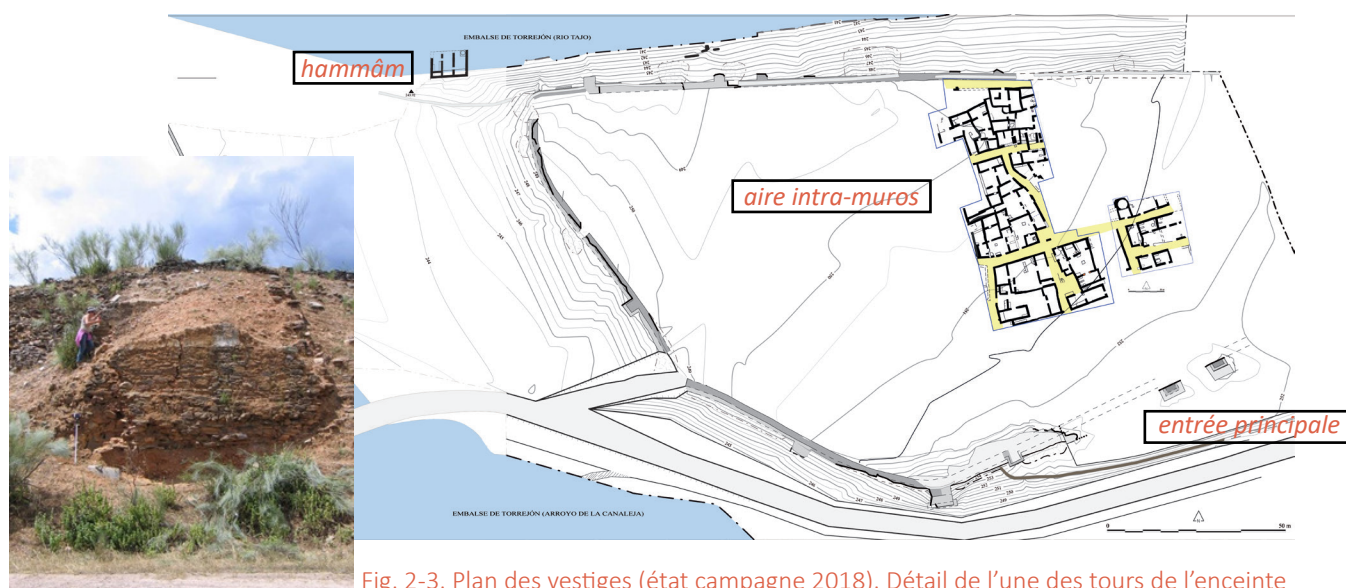 EMBALSE DE TORREJÓN (RIO TAJO)
hammâm
aire intra-muros
entrée principale
EMBALSE DE TORREJÓN (ARROYO DE LA CANALEJA)
0 50 m
Fig. 2-3. Plan des vestiges (état campagne 2018). Détail de l'une des tours de l'enceinte